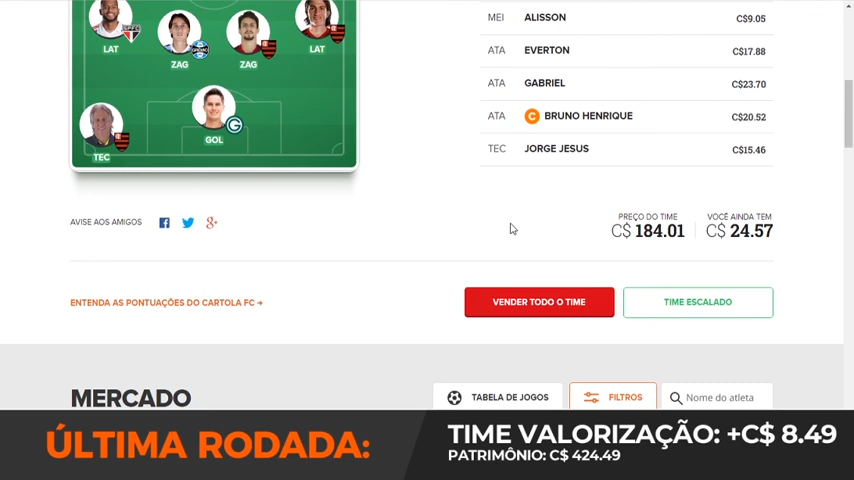 LAT
ZAG
ZAG
LAT
GOL
TEC
MEI ALISSON C$9.05
ATA EVERTON C$17.88
ATA GABRIEL C$23.70
ATA C BRUNO HENRIQUE C$20.52
TEC JORGE JESUS C$15.46
AVISE AOS AMIGOS
PREÇO DO TIME
C$ 184.01
VOCÊ AINDA TEM
C$ 24.57
ENTENDA AS PONTUAÇÕES DO CARTOLA FC
VENDER TODO O TIME
TIME ESCALADO
MERCADO
TABELA DE JOGOS
FILTROS
Nome do atleta
ÚLTIMA RODADA:
TIME VALORIZAÇÃO: +C$ 8.49
PATRIMÔNIO: C$ 424.49